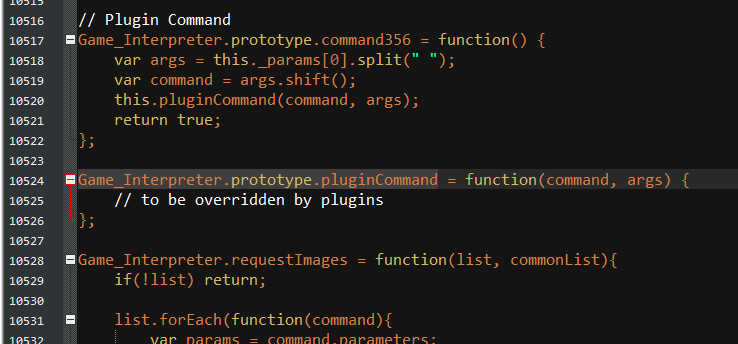 10515
10516 // Plugin Command
10517 Game_Interpreter.prototype.command356 = function() {
10518     var args = this._params[0].split(" ");
10519     var command = args.shift();
10520     this.pluginCommand(command, args);
10521     return true;
10522 };
10523
10524 Game_Interpreter.prototype.pluginCommand = function(command, args) {
10525     // to be overridden by plugins
10526 };
10527
10528 Game_Interpreter.requestImages = function(list, commonList){
10529     if(!list) return;
10530
10531     list.forEach(function(command){
10532         var params = command.parameters;